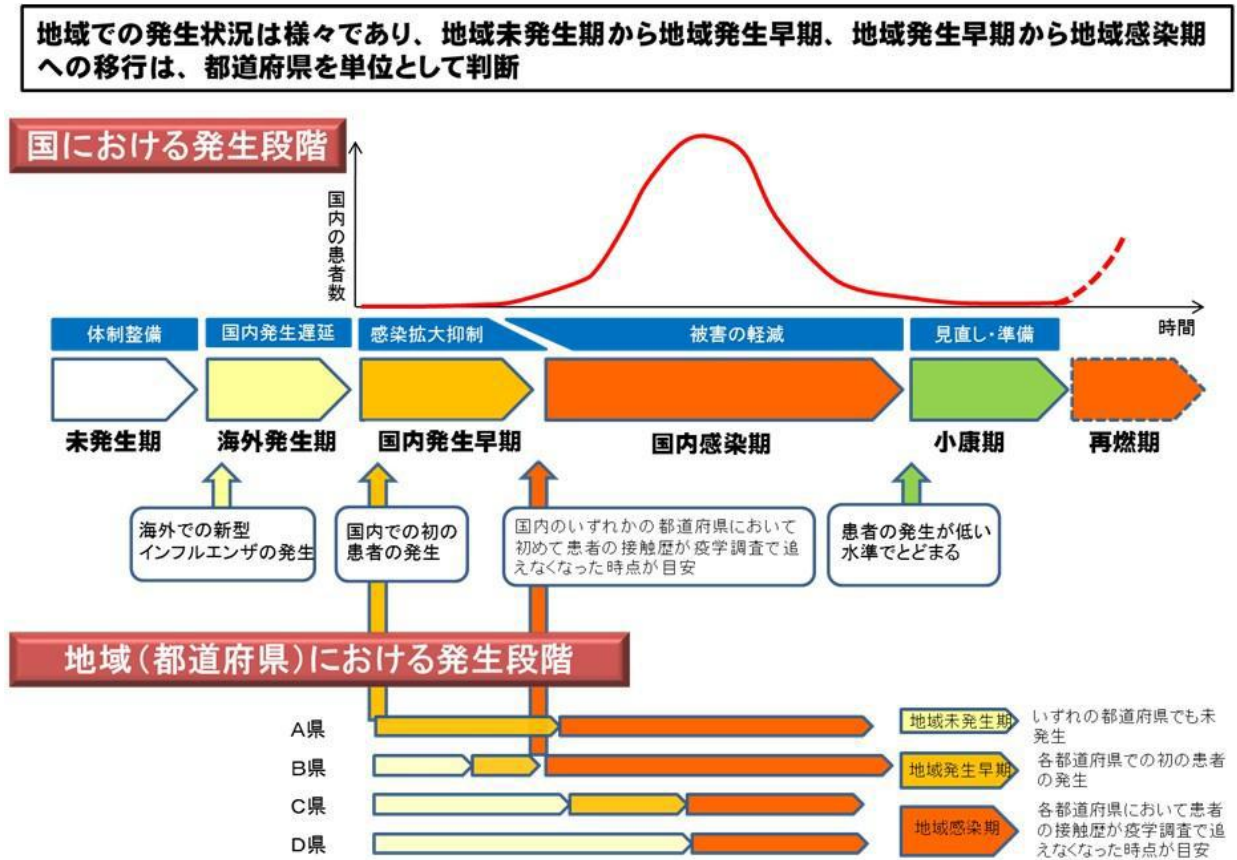 地域での発生状況は様々であり、地域未発生期から地域発生早期、地域発生早期から地域感染期
への移行は、都道府県を単位として判断
国における発生段階
国内の患者数
時間
体制整備
国内発生遅延
感染拡大抑制
被害の軽減
見直し・準備
未発生期
海外発生期
国内発生早期
国内感染期
小康期
再燃期
海外での新型
インフルエンザの発生
国内での初の
患者の発生
国内のいずれかの都道府県において
初めて患者の接触歴が疫学調査で追
えなくなった時点が目安
患者の発生が低い
水準でとどまる
地域(都道府県)における発生段階
A県
B県
C県
D県
地域未発生期
いずれの都道府県でも未
発生
地域発生早期
各都道府県での初の患者
の発生
地域感染期
各都道府県において患者
の接触歴が疫学調査で追
えなくなった時点が目安